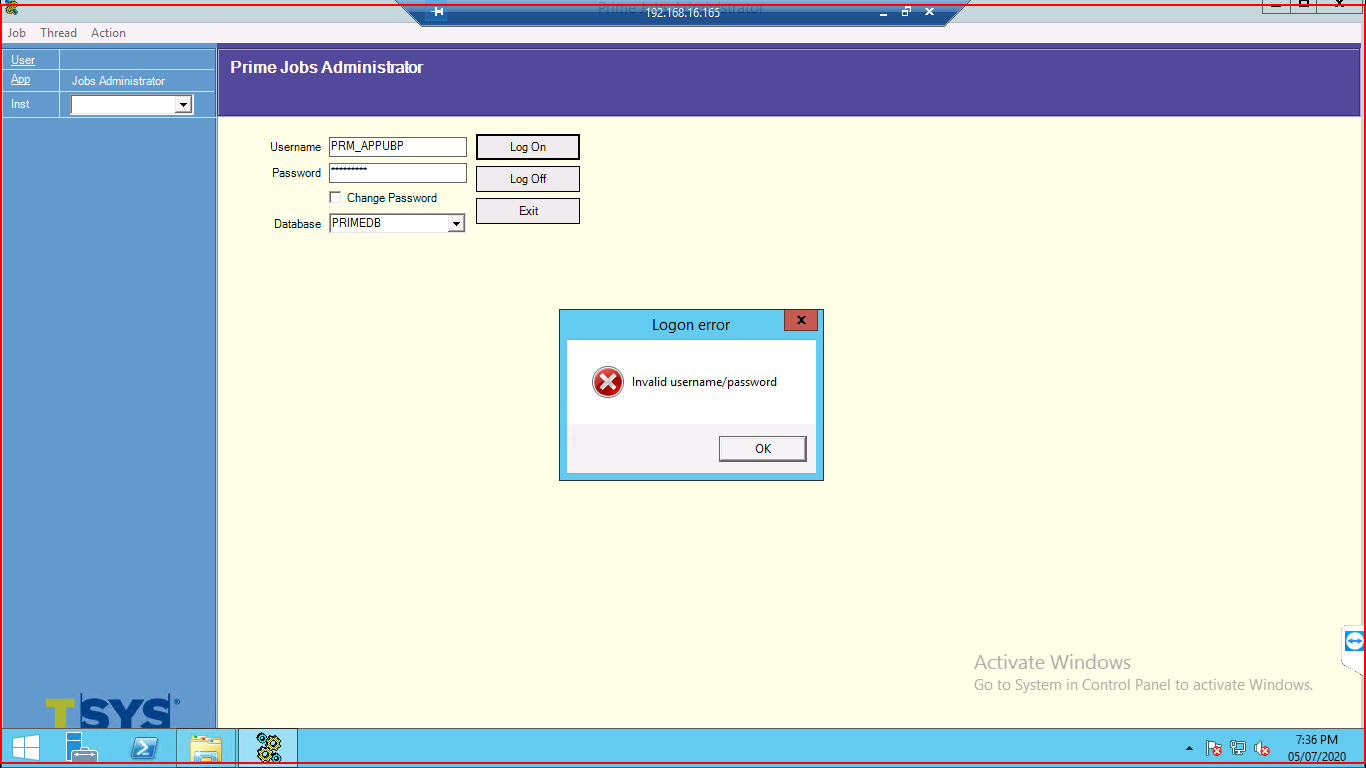 Prime Jobs Administrator
192.168.16.165
Job Thread Action
User
App Jobs Administrator
Inst
Prime Jobs Administrator
Username PRM_APPUBP Log On
Password ********* Log Off
Change Password
Exit
Database PRIMEDB
Logon error
Invalid username/password
OK
Activate Windows
Go to System in Control Panel to activate Windows.
TSYS®
7:36 PM
05/07/2020